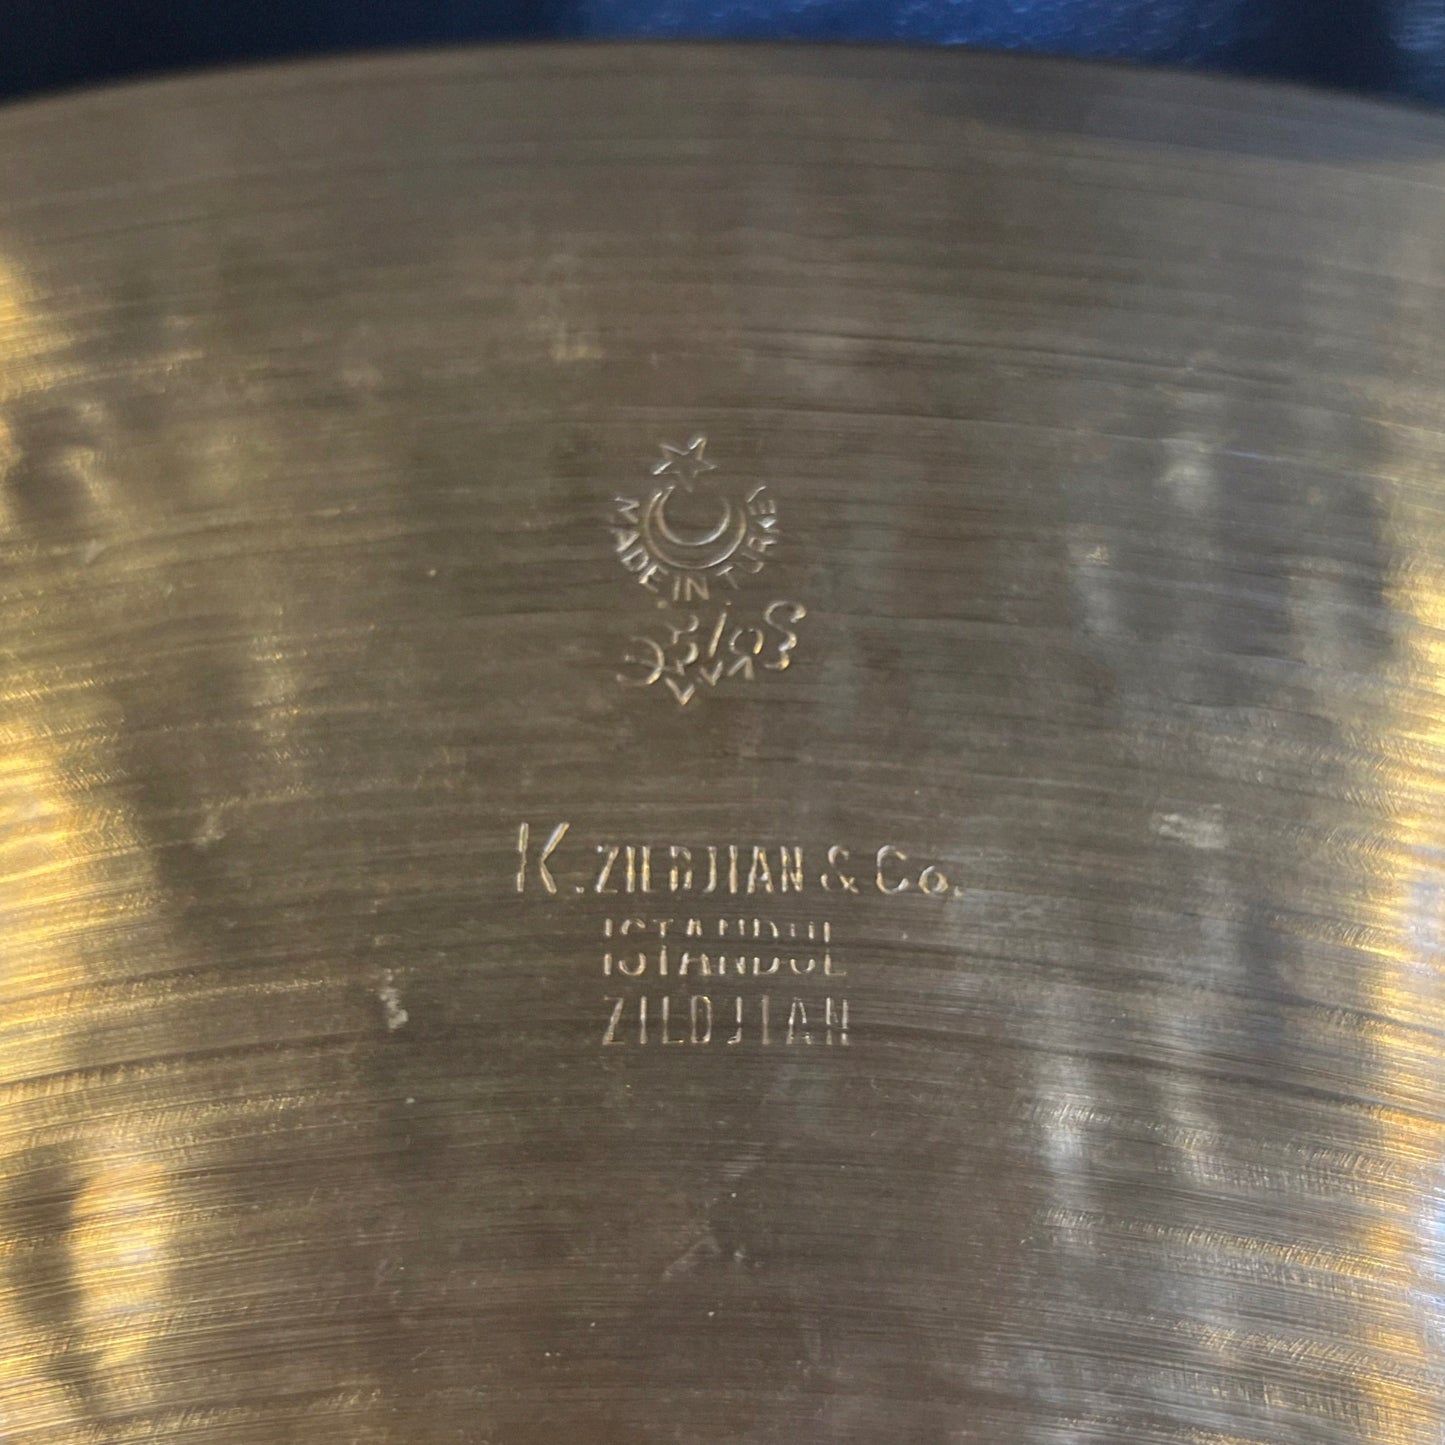 MADE IN TURKEY
K. ZILDJIAN & Co.
ISTANBUL
ZILDJIAN